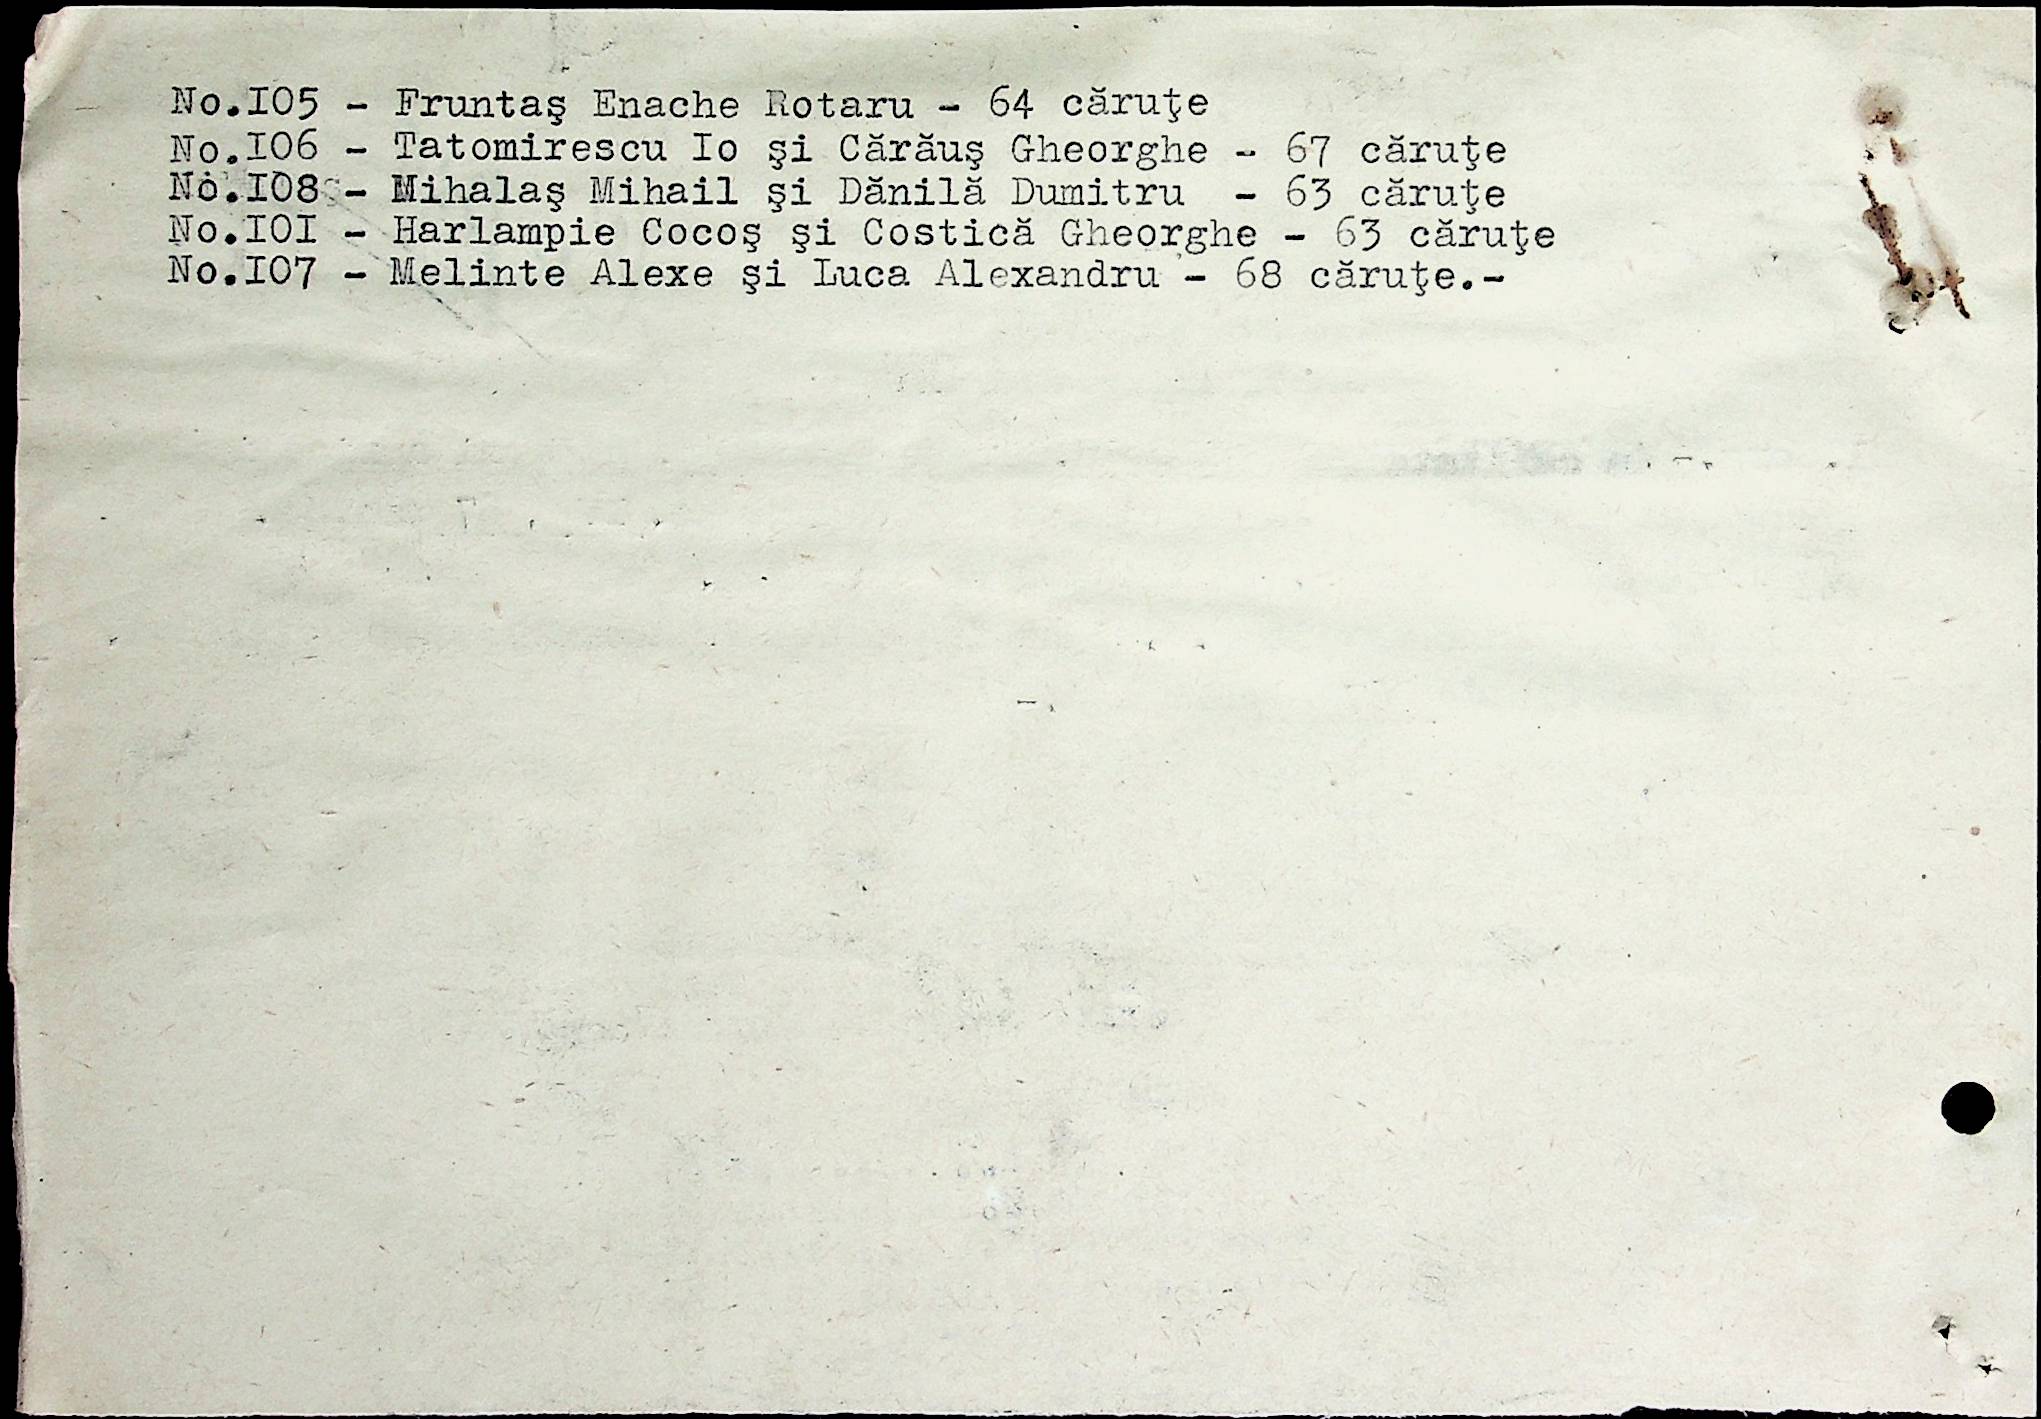 No.I05 - Fruntaş Enache Rotaru - 64 căruţe
No.I06 - Tatomirescu Io şi Cărăuş Gheorghe - 67 căruţe
No.I08 - Mihalaş Mihail şi Dănilă Dumitru - 63 căruţe
No.I0I - Harlampie Cocoş şi Costică Gheorghe - 63 căruţe
No.I07 - Melinte Alexe şi Luca Alexandru - 68 căruţe.-